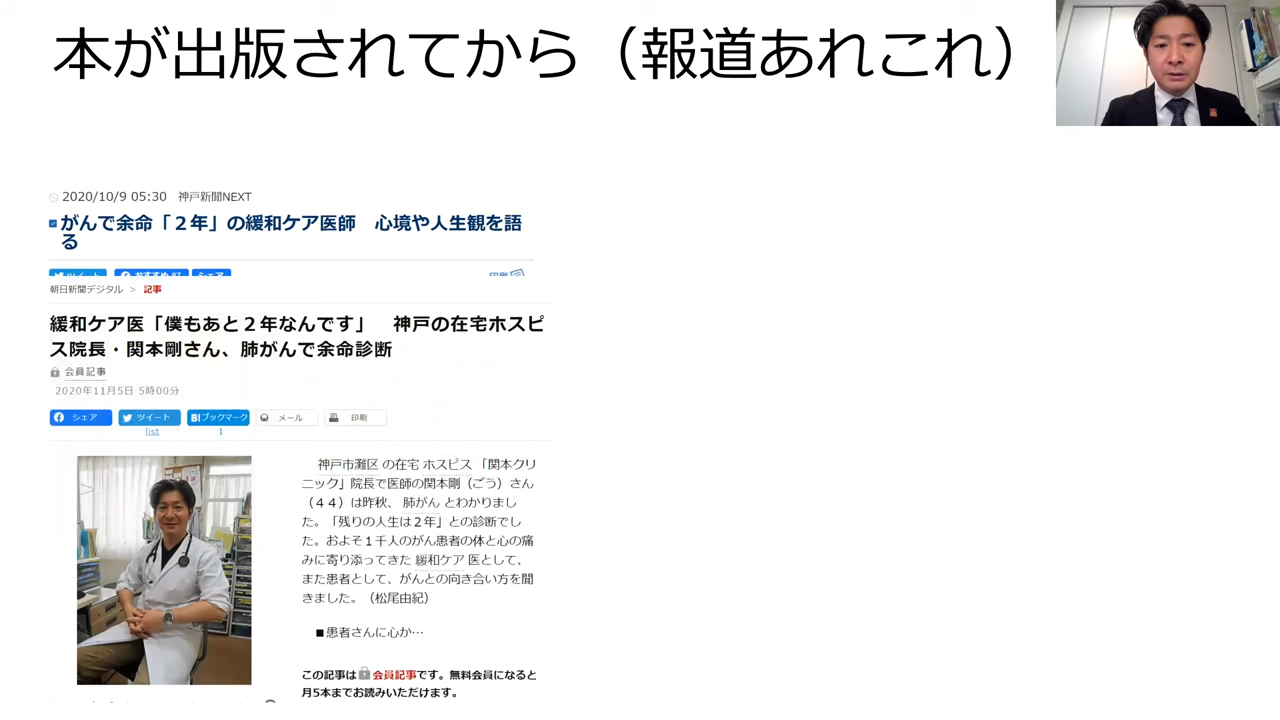 本が出版されてから（報道あれこれ）
2020/10/9 05:30 神戸新聞NEXT
がんで余命「２年」の緩和ケア医師　心境や人生観を語
る
ツイート おすすめ 87 シェア 印刷
朝日新聞デジタル > 記事
緩和ケア医「僕もあと２年なんです」　神戸の在宅ホスピ
ス院長・関本剛さん、肺がんで余命診断
会員記事
2020年11月5日 5時00分
シェア ツイート B!ブックマーク メール 印刷
list 1
神戸市灘区 の在宅 ホスピス 「関本クリ
ニック」院長で医師の関本剛（ごう）さん
（４４）は昨秋、 肺がん とわかりまし
た。「残りの人生は２年」との診断でし
た。およそ１千人のがん患者の体と心の痛
みに寄り添ってきた 緩和ケア 医として、
また患者として、がんとの向き合い方を聞
きました。（松尾由紀）
■患者さんに心か…
この記事は会員記事です。無料会員になると
月5本までお読みいただけます。